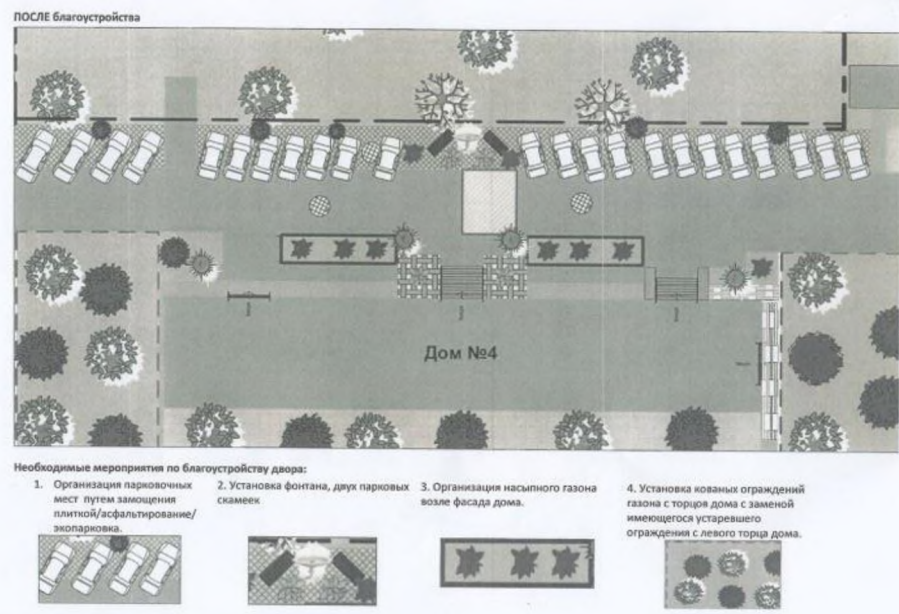 ПОСЛЕ благоустройства
Дом №4
Необходимые мероприятия по благоустройству двора:
1. Организация парковочных
мест путем замощения
плиткой/асфальтирование/
экопарковка.
2. Установка фонтана, двух парковых
скамеек
3. Организация насыпного газона
возле фасада дома.
4. Установка кованых ограждений
газона с торцов дома с заменой
имеющегося устаревшего
ограждения с левого торца дома.